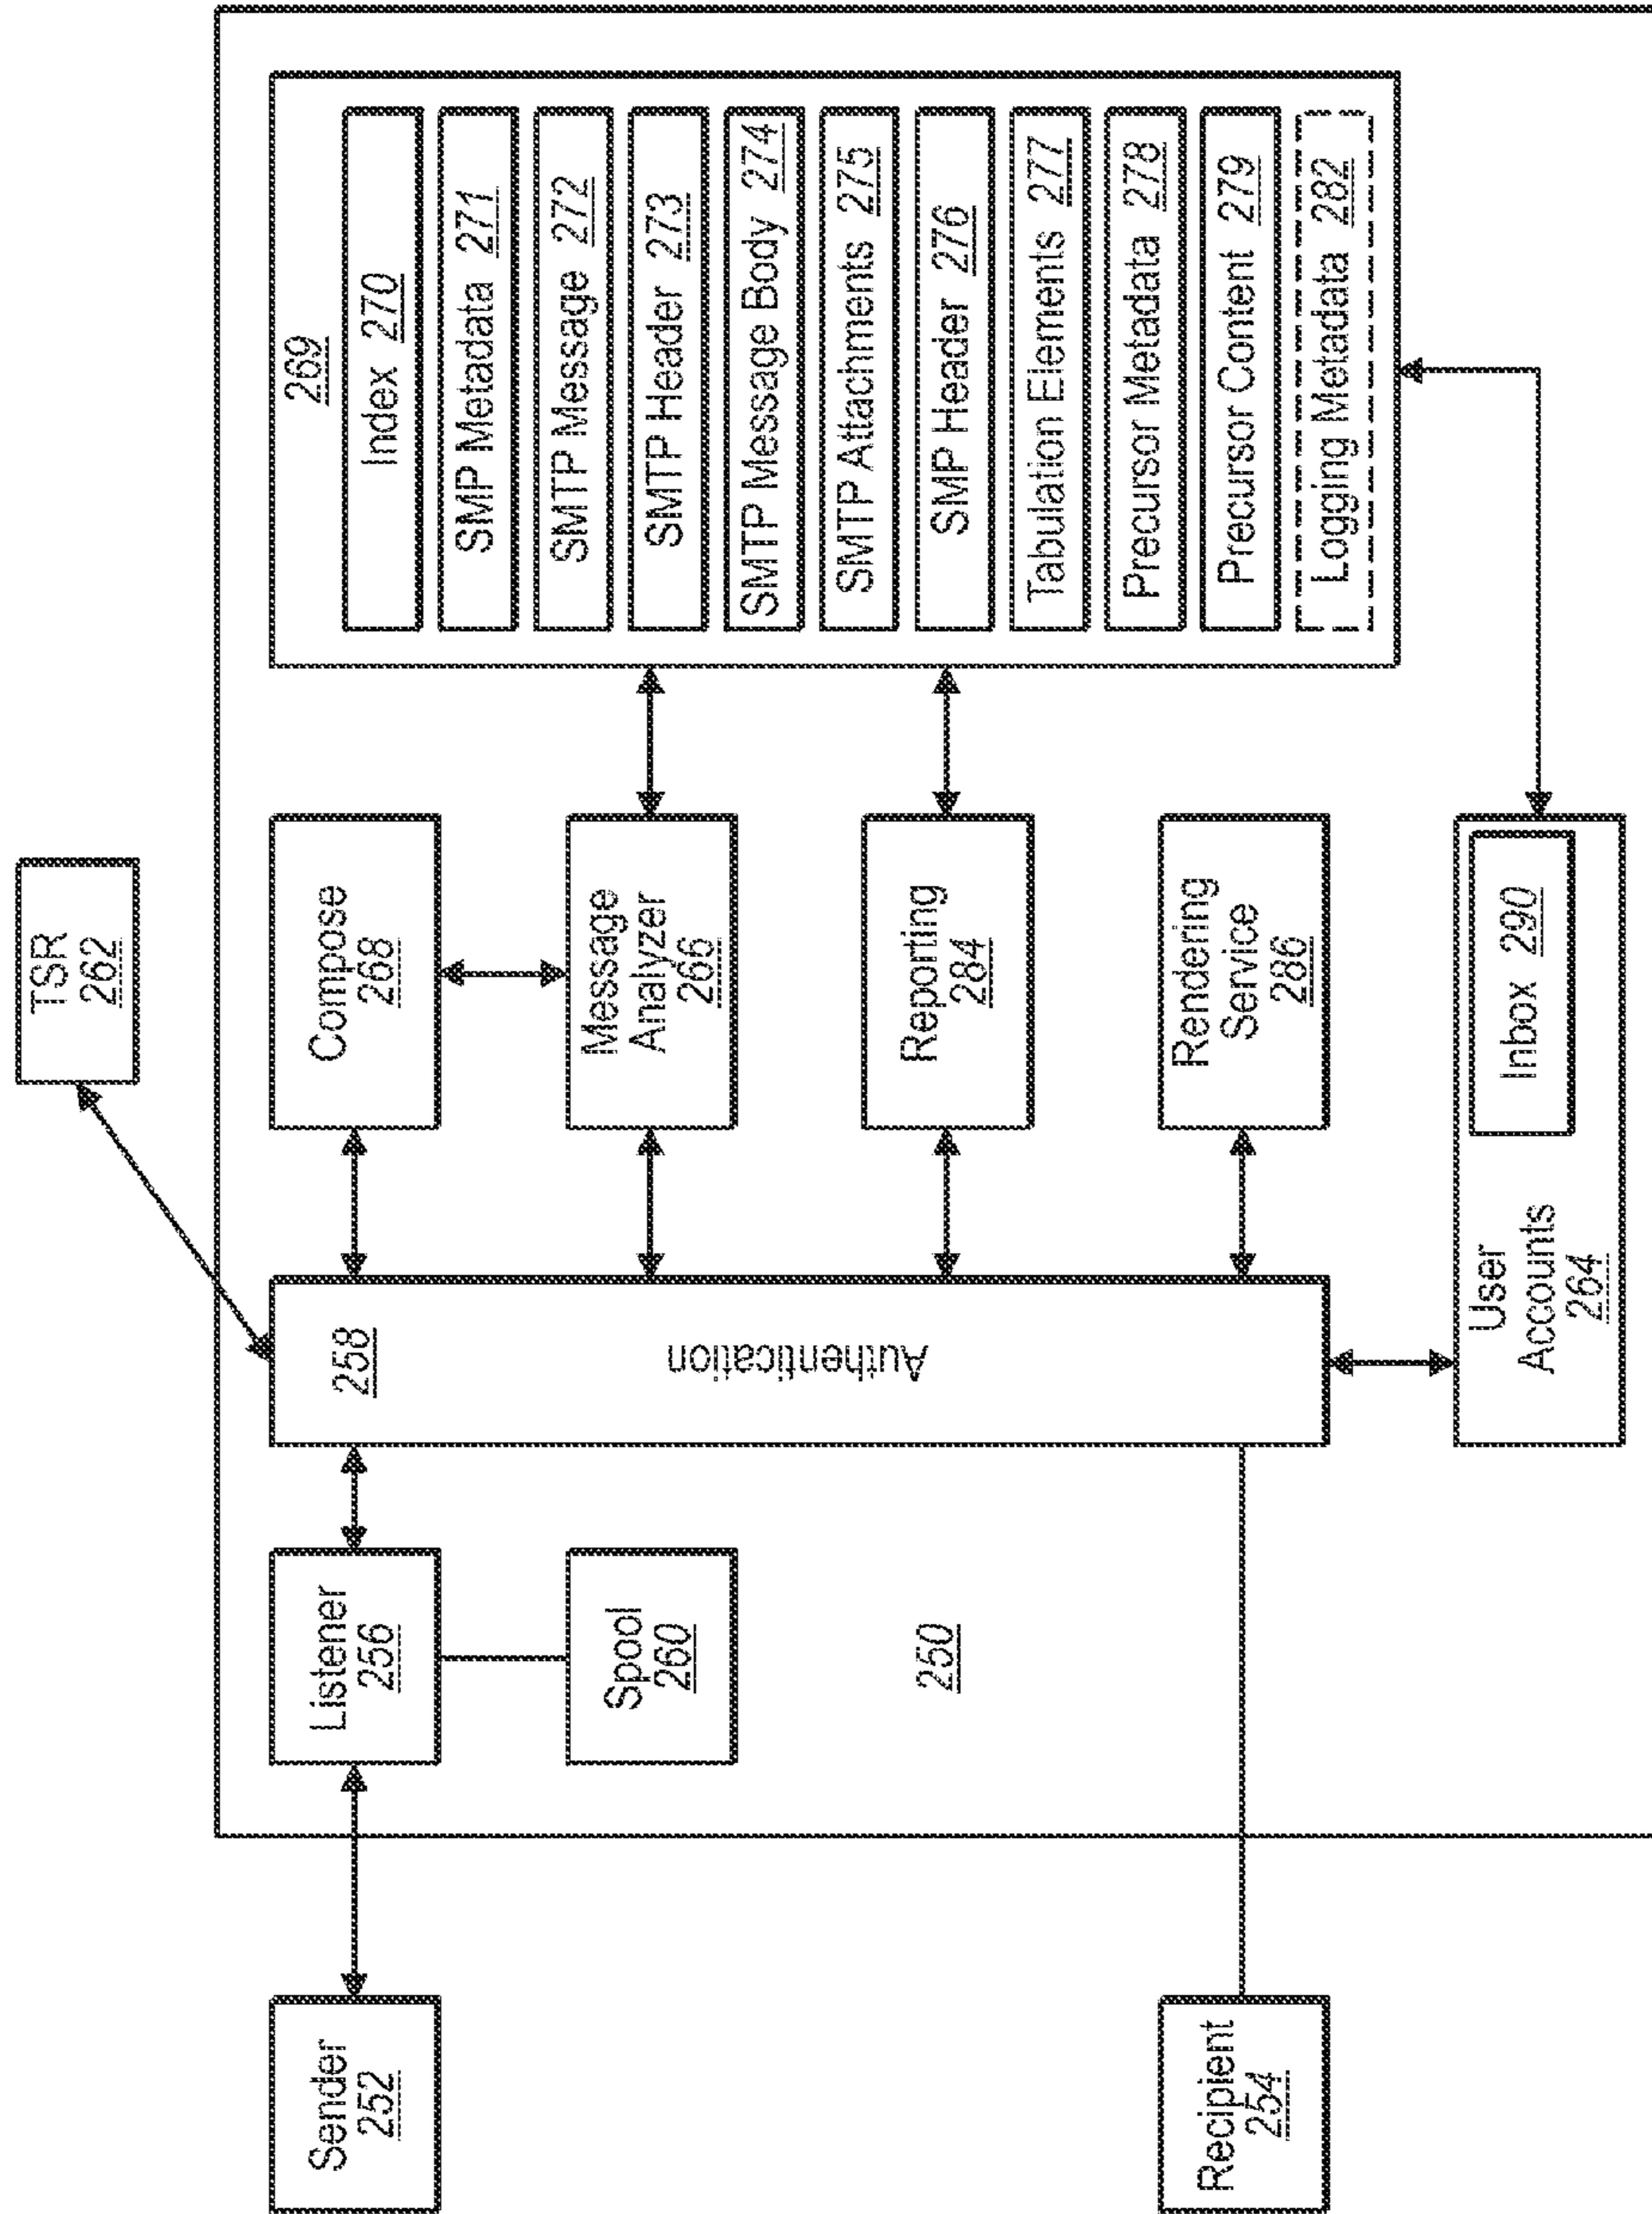 TSR
262
Sender
252
Recipient
254
Listener
256
Spool
260
250
258
Authentication
Compose
268
Message
Analyzer
266
Reporting
284
Rendering
Service
286
User
Accounts
264
Inbox 290
269
Index 270
SMP Metadata 271
SMTP Message 272
SMTP Header 273
SMTP Message Body 274
SMTP Attachments 275
SMP Header 276
Tabulation Elements 277
Precursor Metadata 278
Precursor Content 279
Logging Metadata 282